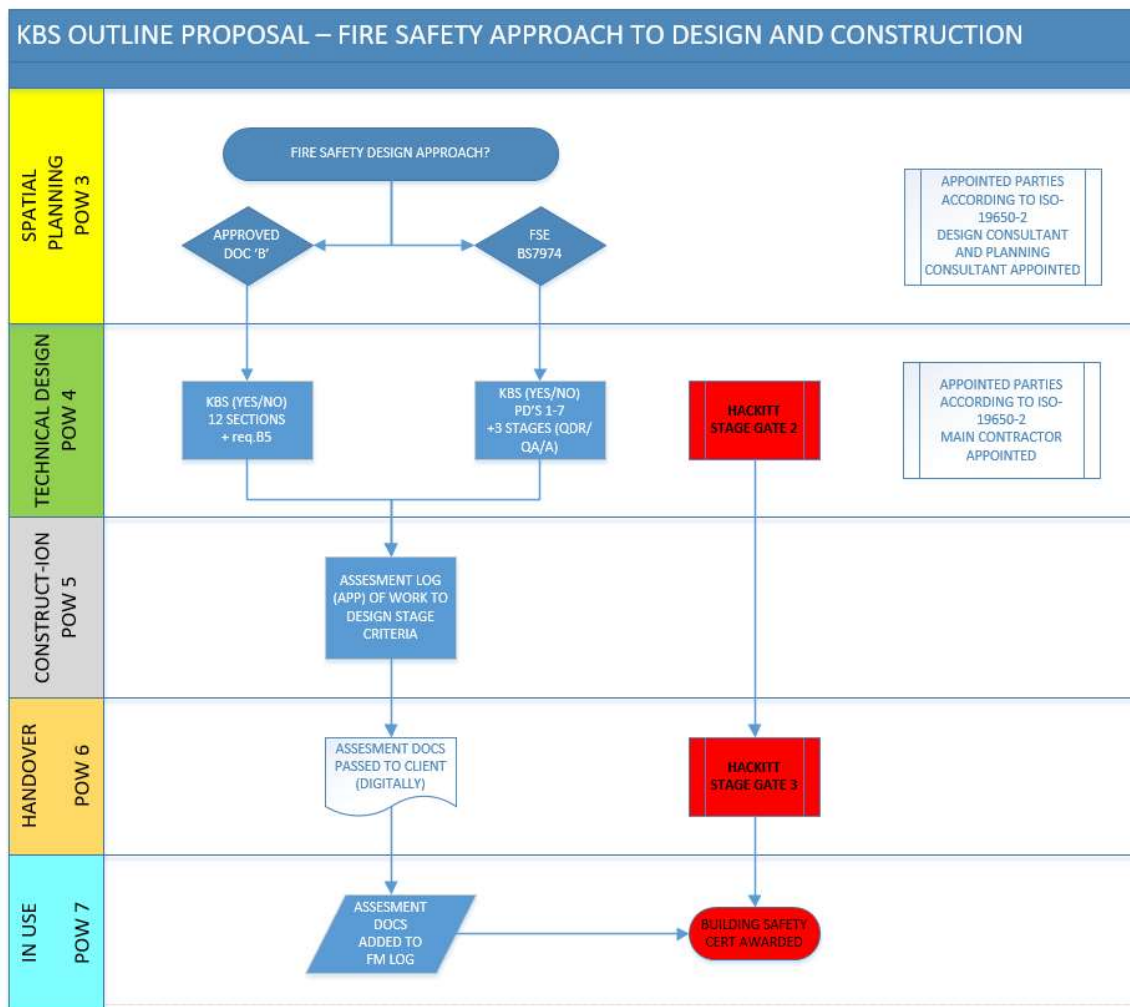 KBS OUTLINE PROPOSAL – FIRE SAFETY APPROACH TO DESIGN AND CONSTRUCTION
SPATIAL
PLANNING
POW 3
FIRE SAFETY DESIGN APPROACH?
APPROVED
DOC ‘B’
FSE
BS7974
APPOINTED PARTIES
ACCORDING TO ISO-
19650-2
DESIGN CONSULTANT
AND PLANNING
CONSULTANT APPOINTED
TECHNICAL DESIGN
POW 4
KBS (YES/NO)
12 SECTIONS
+ req.B5
KBS (YES/NO)
PD’S 1-7
+3 STAGES (QDR/
QA/A)
HACKITT
STAGE GATE 2
APPOINTED PARTIES
ACCORDING TO ISO-
19650-2
MAIN CONTRACTOR
APPOINTED
CONSTRUCT-ION
POW 5
ASSESMENT LOG
(APP) OF WORK TO
DESIGN STAGE
CRITERIA
HANDOVER
POW 6
ASSESMENT DOCS
PASSED TO CLIENT
(DIGITALLY)
HACKITT
STAGE GATE 3
IN USE
POW 7
ASSESMENT
DOCS
ADDED TO
FM LOG
BUILDING SAFETY
CERT AWARDED